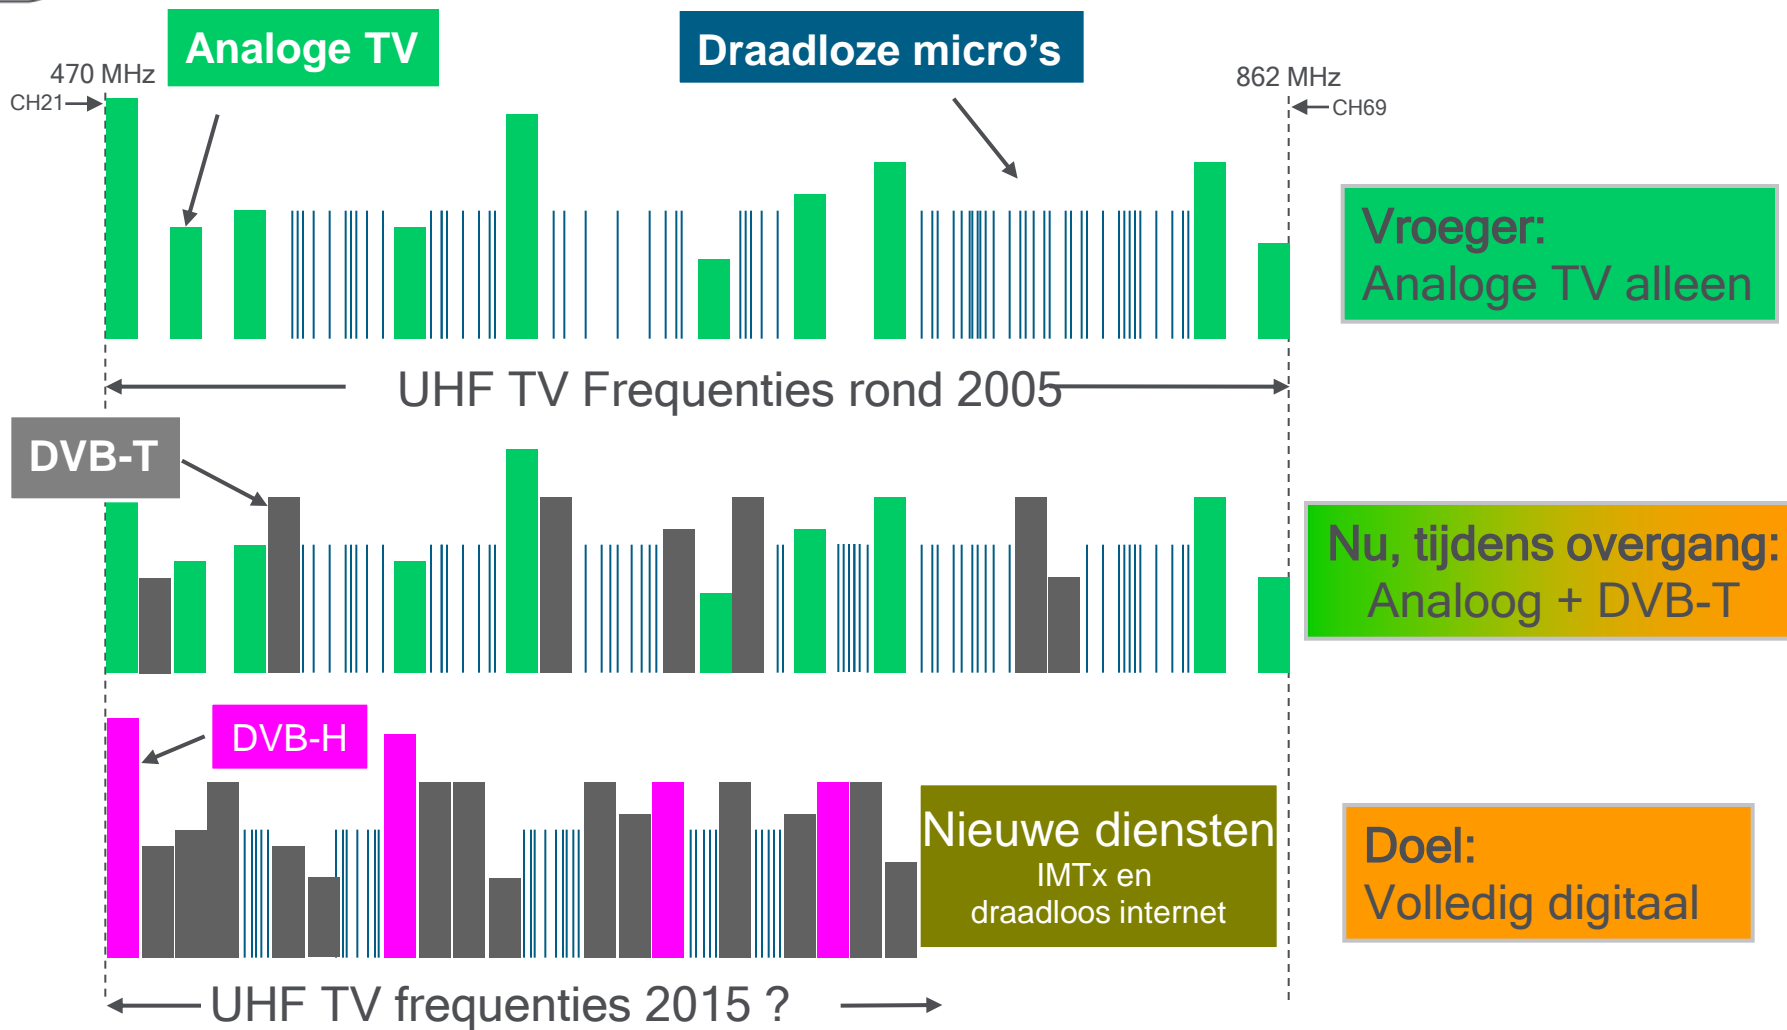 Analoge TV
Draadloze micro’s
470 MHz
862 MHz
CH21
CH69
Vroeger:
Analoge TV alleen
UHF TV Frequenties rond 2005
DVB-T
Nu, tijdens overgang:
Analoog + DVB-T
DVB-H
Nieuwe diensten
IMTx en
draadloos internet
Doel:
Volledig digitaal
UHF TV frequenties 2015 ?